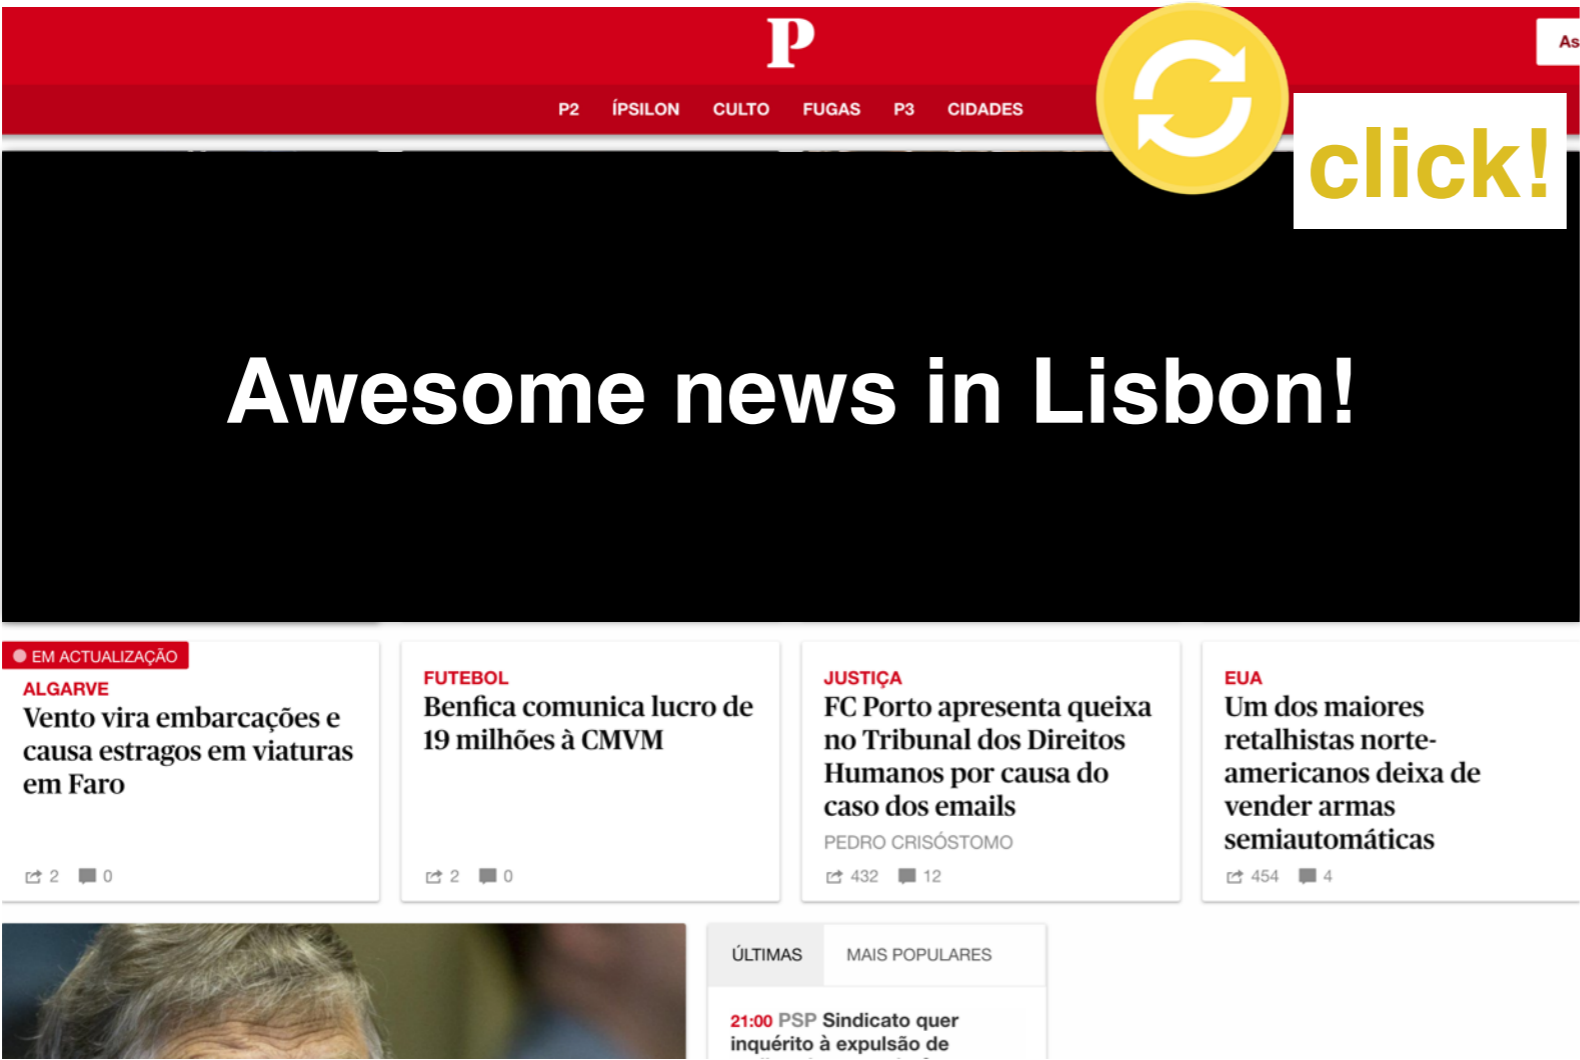 P
As
P2 ÍPSILON CULTO FUGAS P3 CIDADES
click!
Awesome news in Lisbon!
EM ACTUALIZAÇÃO
ALGARVE
Vento vira embarcações e
causa estragos em viaturas
em Faro
2 0
FUTEBOL
Benfica comunica lucro de
19 milhões à CMVM
2 0
JUSTIÇA
FC Porto apresenta queixa
no Tribunal dos Direitos
Humanos por causa do
caso dos emails
PEDRO CRISÓSTOMO
432 12
EUA
Um dos maiores
retalhistas norte-
americanos deixa de
vender armas
semiautomáticas
454 4
ÚLTIMAS MAIS POPULARES
21:00 PSP Sindicato quer
inquérito à expulsão de